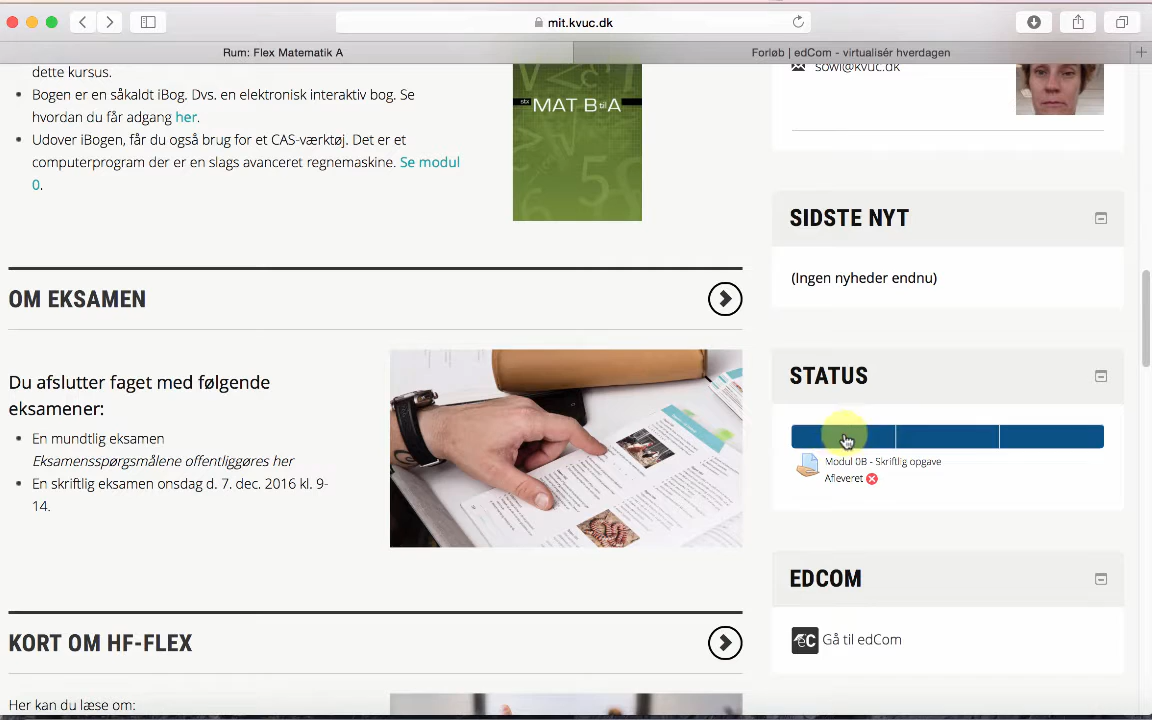 mit.kvuc.dk
Rum: Flex Matematik A
Forløb | edCom - virtualisér hverdagen
dette kursus.
Bogen er en såkaldt iBog. Dvs. en elektronisk interaktiv bog. Se
hvordan du får adgang her.
Udover iBogen, får du også brug for et CAS-værktøj. Det er et
computerprogram der er en slags avanceret regnemaskine. Se modul
0.
stx MAT B til A
OM EKSAMEN
Du afslutter faget med følgende
eksamener:
En mundtlig eksamen
Eksamensspørgsmålene offentliggøres her
En skriftlig eksamen onsdag d. 7. dec. 2016 kl. 9-
14.
KORT OM HF-FLEX
Her kan du læse om:
sowi@kvuc.dk
SIDSTE NYT
(Ingen nyheder endnu)
STATUS
Modul 0B - Skriftlig opgave
Afleveret
EDCOM
eC Gå til edCom